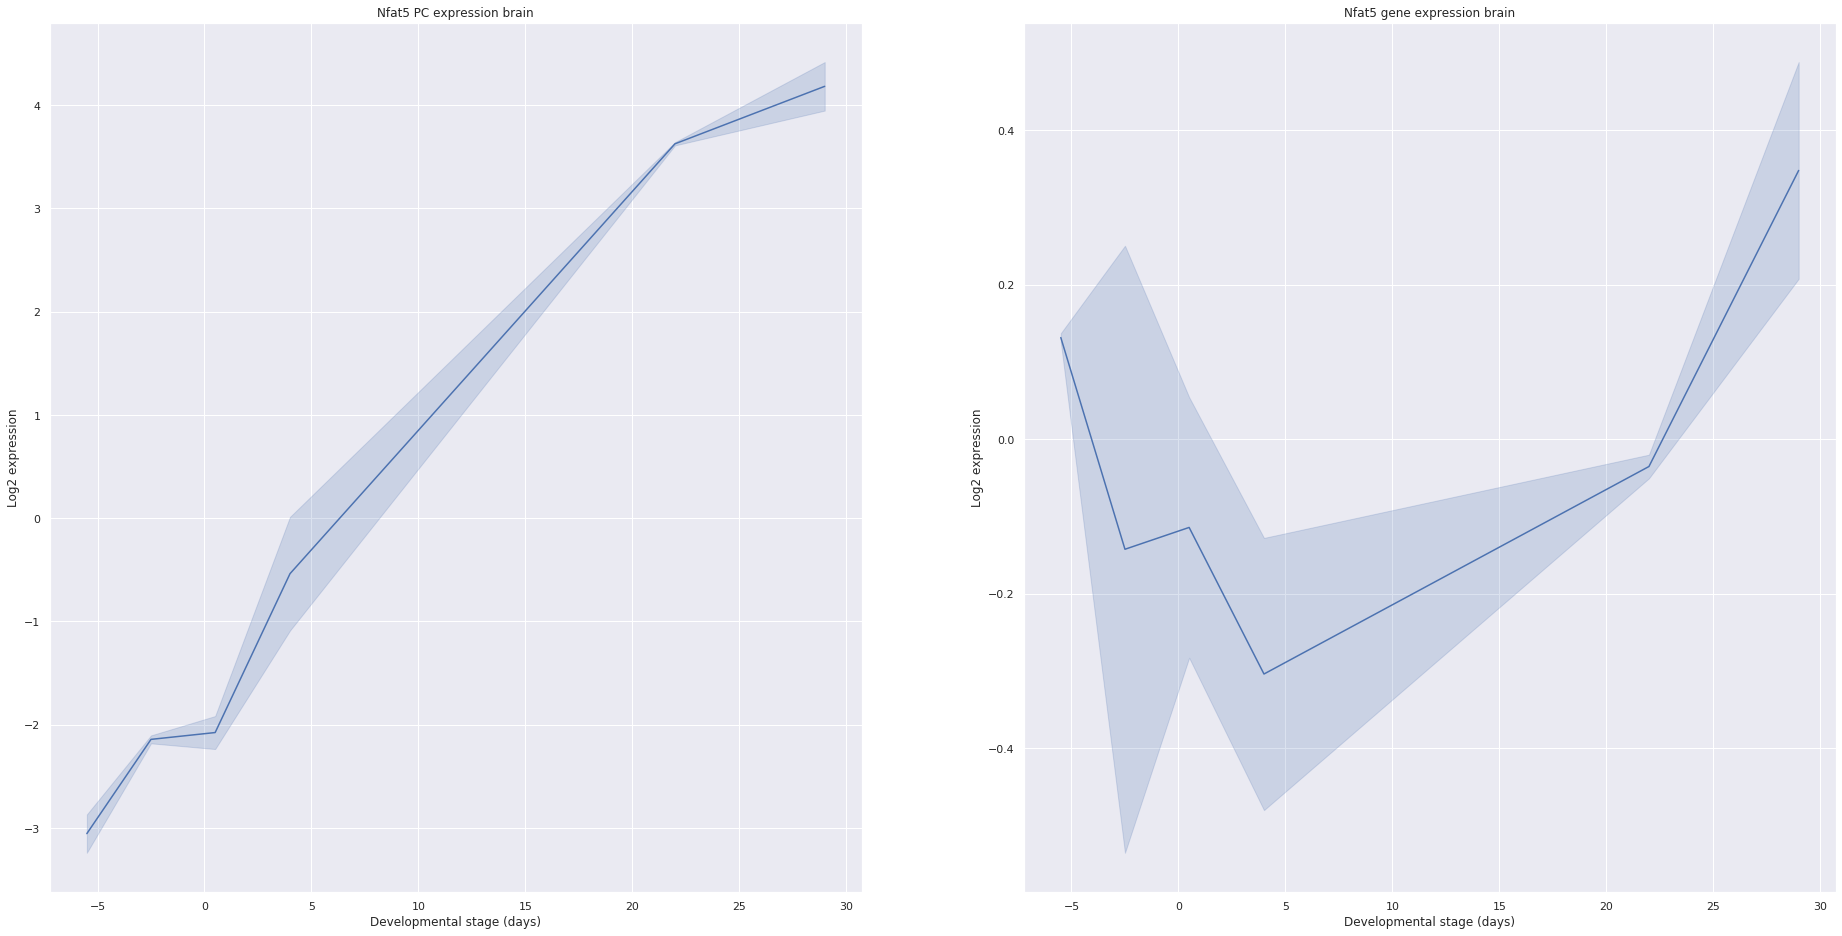 Nfat5 PC expression brain
Log2 expression
4
3
2
1
0
−1
−2
−3
−5 0 5 10 15 20 25 30
Developmental stage (days)
Nfat5 gene expression brain
Log2 expression
0.4
0.2
0.0
−0.2
−0.4
−5 0 5 10 15 20 25 30
Developmental stage (days)